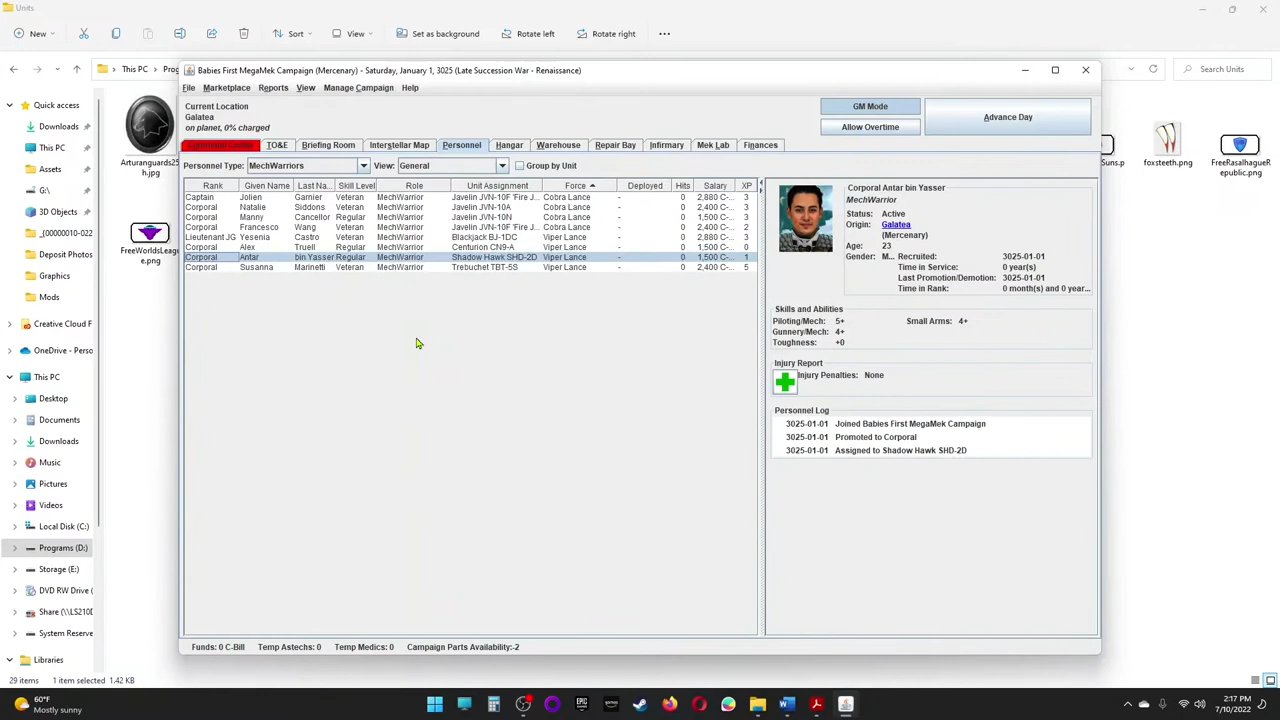 Units
New
Sort
View
Set as background
Rotate left
Rotate right
This PC
Search Units
Quick access
Downloads
This PC
Assets
G:\
3D Objects
_(00000010-022
Deposit Photos
Graphics
Mods
Creative Cloud F
OneDrive - Perso
This PC
Desktop
Documents
Downloads
Music
Pictures
Videos
Local Disk (C:)
Programs (D:)
Storage (E:)
DVD RW Drive (
Share (\\LS210D
System Reserve
Libraries
29 items
1 item selected 1.42 KB
Arturanguards25
h.jpg
FreeWorldsLeag
e.png
foxsteeth.png
FreeRasalhagueR
epublic.png
Babies First MegaMek Campaign (Mercenary) - Saturday, January 1, 3025 (Late Succession War - Renaissance)
File Marketplace Reports View Manage Campaign Help
Current Location
Galatea
on planet, 0% charged
GM Mode
Allow Overtime
Advance Day
TO&E Briefing Room Interstellar Map Personnel Hangar Warehouse Repair Bay Infirmary Mek Lab Finances
Personnel Type: MechWarriors View: General Group by Unit
Rank Given Name Last Na... Skill Level Role Unit Assignment Force Deployed Hits Salary XP
Captain Jolien Garnier Veteran MechWarrior Javelin JVN-10F 'Fire J... Cobra Lance - 0 2,880 C-... 3
Corporal Natalie Siddons Veteran MechWarrior Javelin JVN-10A Cobra Lance - 0 2,400 C-... 3
Corporal Manny Cancellor Regular MechWarrior Javelin JVN-10N Cobra Lance - 0 1,500 C-... 3
Corporal Francesco Wang Veteran MechWarrior Javelin JVN-10F 'Fire J... Cobra Lance - 0 2,400 C-... 2
Lieutenant JG Yesenia Castro Veteran MechWarrior Blackjack BJ-1DC Viper Lance - 0 2,880 C-... 3
Corporal Alex Truell Regular MechWarrior Centurion CN9-A Viper Lance - 0 1,500 C-... 0
Corporal Antar bin Yasser Regular MechWarrior Shadow Hawk SHD-2D Viper Lance - 0 1,500 C-... 1
Corporal Susanna Marinetti Veteran MechWarrior Trebuchet TBT-5S Viper Lance - 0 2,400 C-... 5
Corporal Antar bin Yasser
MechWarrior
Status: Active
Origin: Galatea
(Mercenary)
Age: 23
Gender: M... Recruited: 3025-01-01
Time in Service: 0 year(s)
Last Promotion/Demotion: 3025-01-01
Time in Rank: 0 month(s) and 0 year...
Skills and Abilities
Piloting/Mech: 5+ Small Arms: 4+
Gunnery/Mech: 4+
Toughness: +0
Injury Report
Injury Penalties: None
Personnel Log
3025-01-01 Joined Babies First MegaMek Campaign
3025-01-01 Promoted to Corporal
3025-01-01 Assigned to Shadow Hawk SHD-2D
Funds: 0 C-Bill Temp Astechs: 0 Temp Medics: 0 Campaign Parts Availability:-2
60°F
Mostly sunny
2:17 PM
7/10/2022